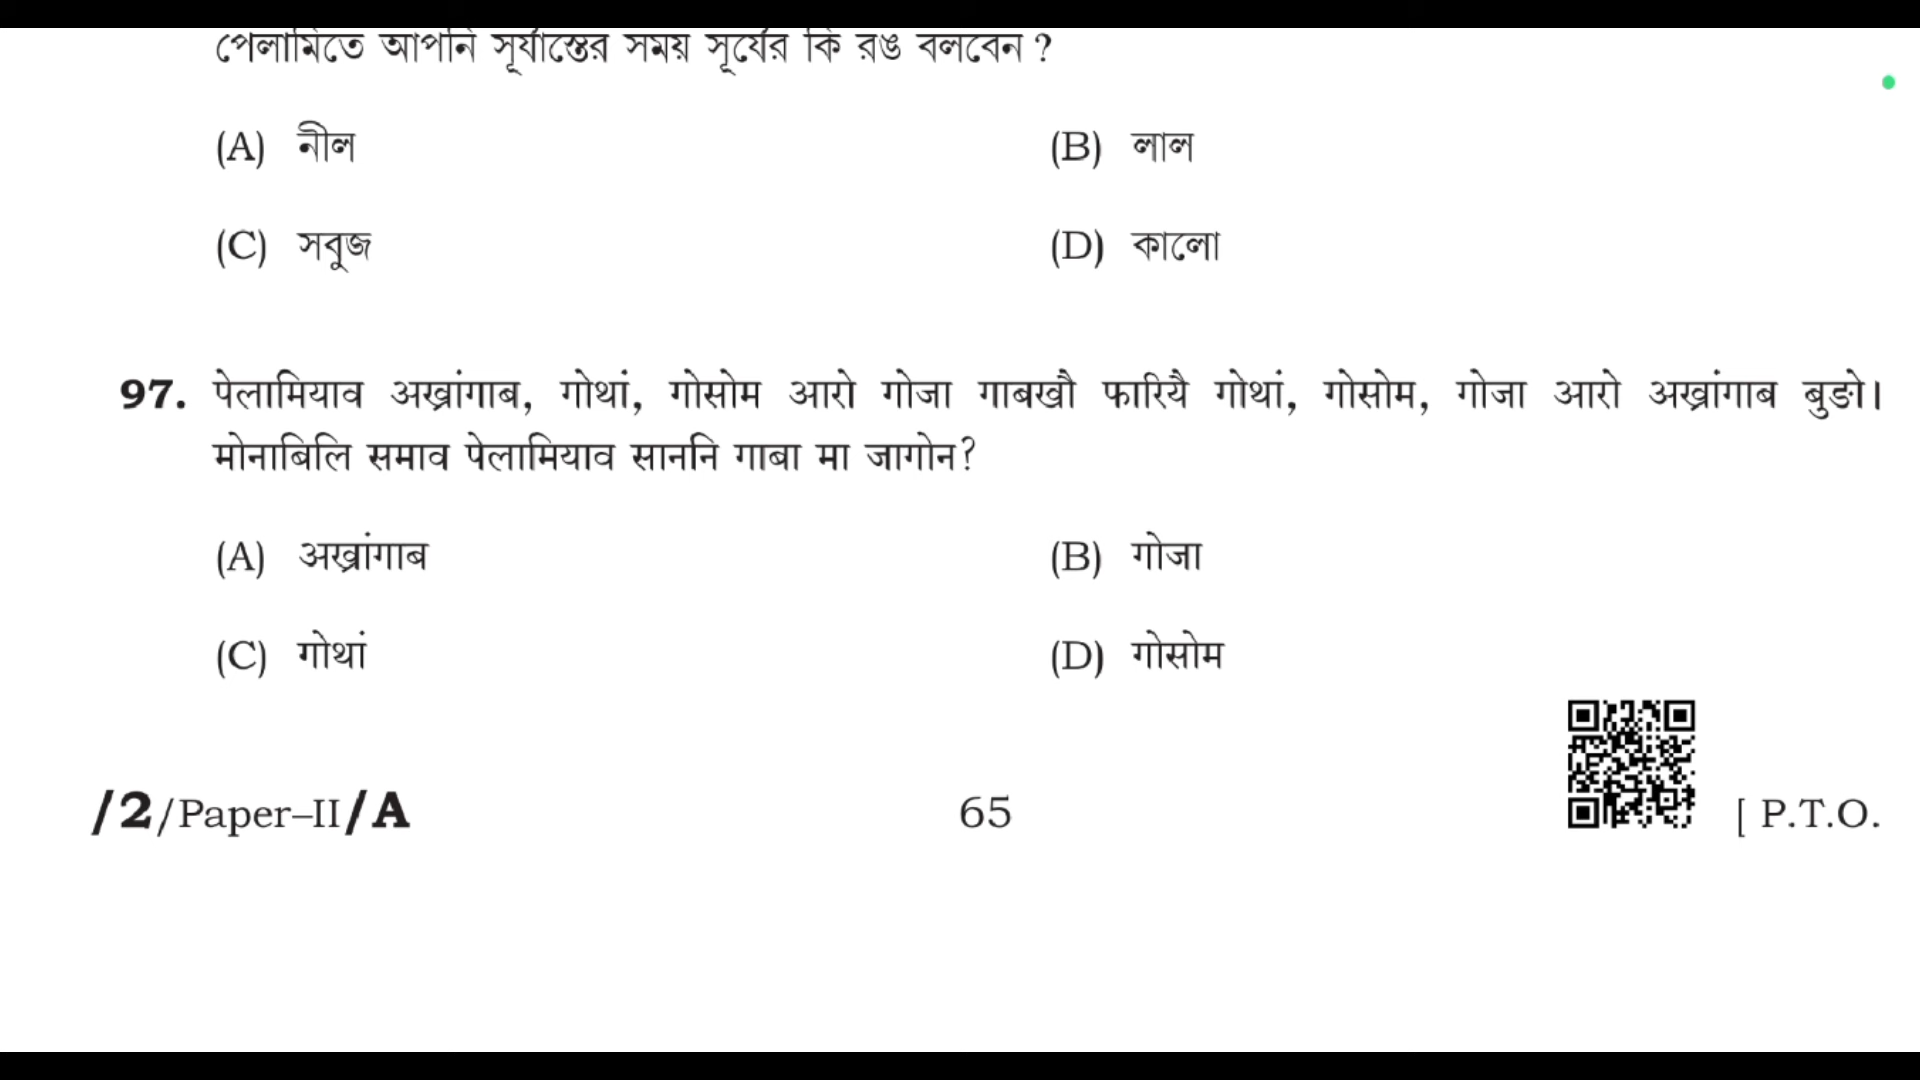 পেলামিতে আপনি সূর্যাস্তের সময় সূর্যের কি রঙ বলবেন ?
(A) नील (B) লাল
(C) সবুজ (D) কালো
97. पेलामियाव अख्रांगाब, गोथां, गोसोम आरो गोजा गाबखौ फारियै गोथां, गोसोम, गोजा आरो अख्रांगाब बुङो।
मोनाबिलि समाव पेलामियाव साननि गाबा मा जागोन?
(A) अख्रांगाब (B) गोजा
(C) गोथां (D) गोसोम
/2/Paper–II/A 65 [ P.T.O.